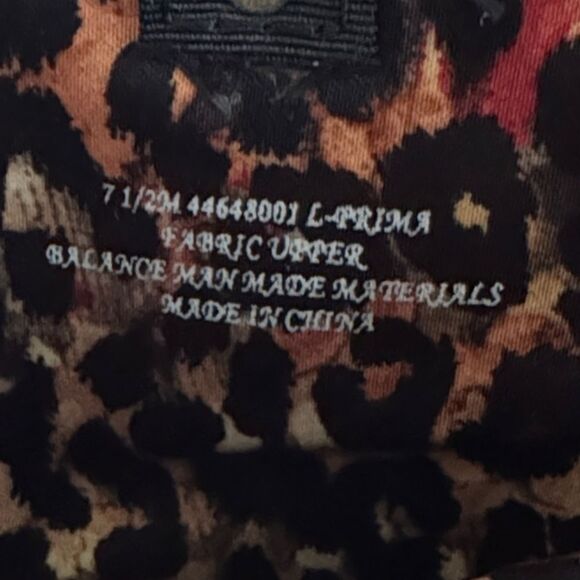 7 1/2M 44648001 L-PRIMA
FABRIC UPPER
BALANCE MAN MADE MATERIALS
MADE IN CHINA